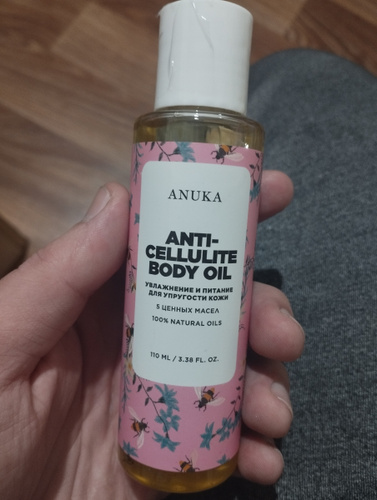 ANUKA
ANTI-
CELLULITE
BODY OIL
УВЛАЖНЕНИЕ И ПИТАНИЕ
ДЛЯ УПРУГОСТИ КОЖИ
5 ЦЕННЫХ МАСЕЛ
100% NATURAL OILS
110 ML / 3.38 FL. OZ.